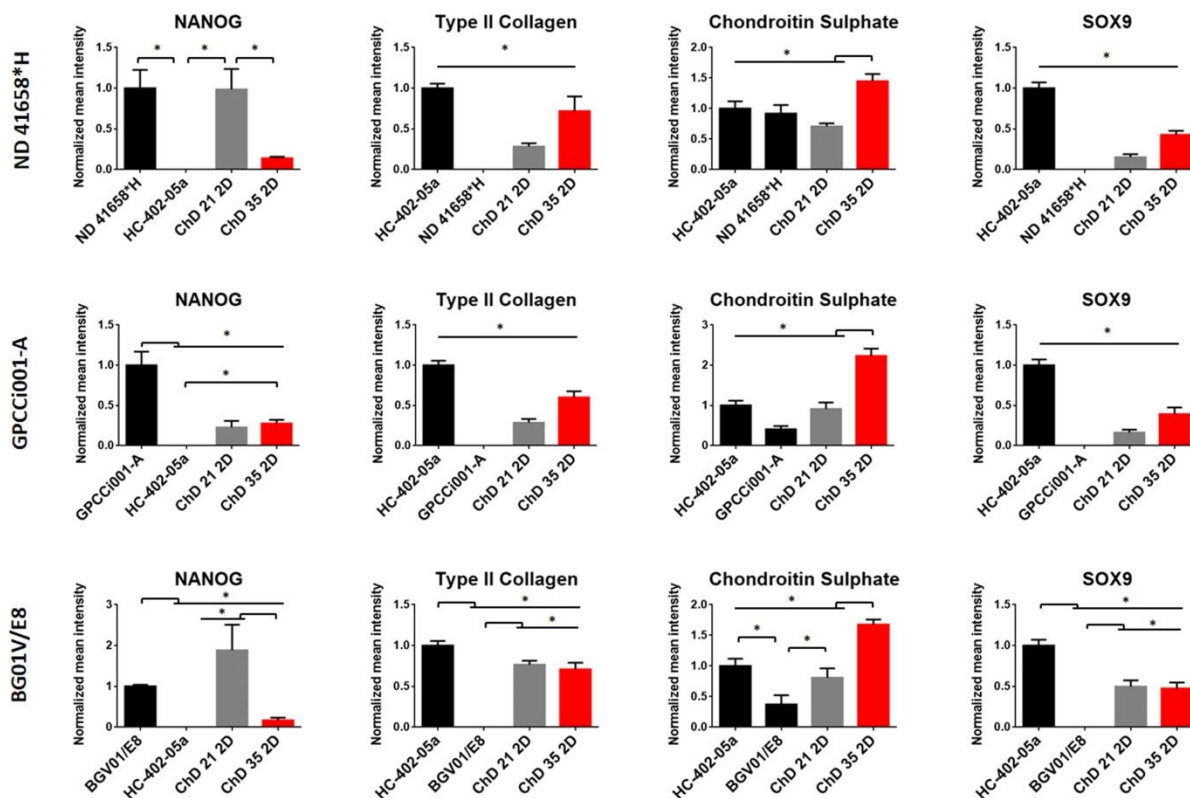 ND 41658*H
NANOG
Normalized mean intensity
1.5
1.0
0.5
0.0
* * *
ND 41658*H
HC-402-05a
ChD 21 2D
ChD 35 2D
Type II Collagen
Normalized mean intensity
1.5
1.0
0.5
0.0
*
HC-402-05a
ND 41658*H
ChD 21 2D
ChD 35 2D
Chondroitin Sulphate
Normalized mean intensity
2.0
1.5
1.0
0.5
0.0
*
HC-402-05a
ND 41658*H
ChD 21 2D
ChD 35 2D
SOX9
Normalized mean intensity
1.5
1.0
0.5
0.0
*
HC-402-05a
ND 41658*H
ChD 21 2D
ChD 35 2D
GPCCi001-A
NANOG
Normalized mean intensity
1.5
1.0
0.5
0.0
*
*
GPCCi001-A
HC-402-05a
ChD 21 2D
ChD 35 2D
Type II Collagen
Normalized mean intensity
1.5
1.0
0.5
0.0
*
HC-402-05a
GPCCi001-A
ChD 21 2D
ChD 35 2D
Chondroitin Sulphate
Normalized mean intensity
3
2
1
0
*
HC-402-05a
GPCCi001-A
ChD 21 2D
ChD 35 2D
SOX9
Normalized mean intensity
1.5
1.0
0.5
0.0
*
HC-402-05a
GPCCi001-A
ChD 21 2D
ChD 35 2D
BG01V/E8
NANOG
Normalized mean intensity
3
2
1
0
*
*
BGV01/E8
HC-402-05a
ChD 21 2D
ChD 35 2D
Type II Collagen
Normalized mean intensity
1.5
1.0
0.5
0.0
*
*
HC-402-05a
BGV01/E8
ChD 21 2D
ChD 35 2D
Chondroitin Sulphate
Normalized mean intensity
2.0
1.5
1.0
0.5
0.0
*
* *
HC-402-05a
BGV01/E8
ChD 21 2D
ChD 35 2D
SOX9
Normalized mean intensity
1.5
1.0
0.5
0.0
*
*
HC-402-05a
BGV01/E8
ChD 21 2D
ChD 35 2D